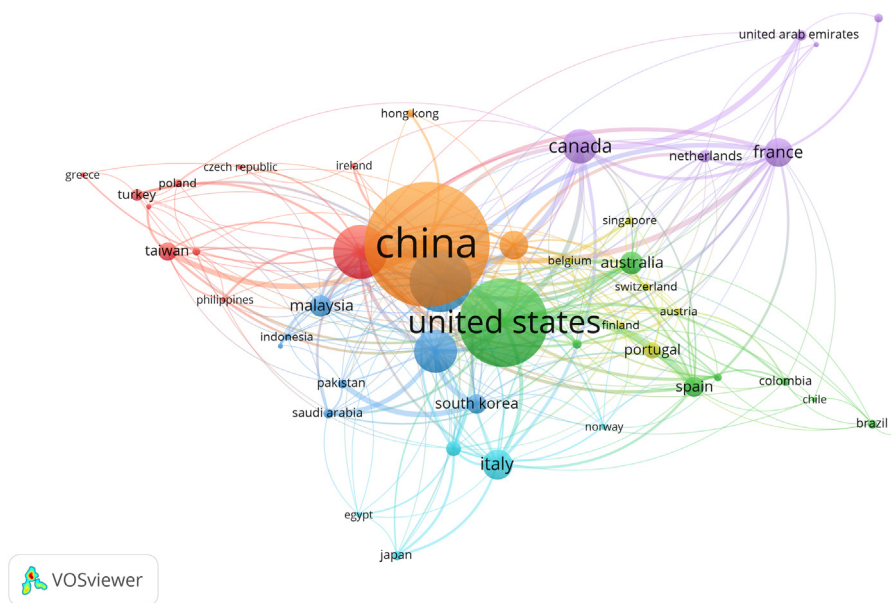 united arab emirates
hong kong
canada
netherlands
france
czech republic
ireland
greece
poland
turkey
singapore
china
taiwan
belgium
australia
switzerland
philippines
malaysia
austria
united states
finland
indonesia
portugal
pakistan
colombia
spain
chile
saudi arabia
south korea
brazil
norway
italy
egypt
japan
VOSviewer